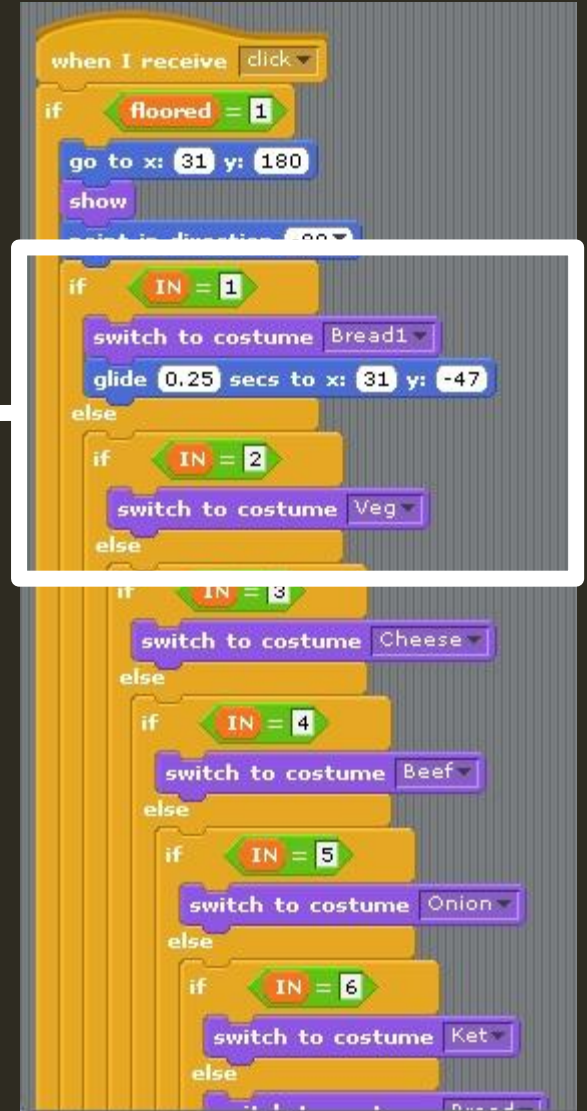 when I receive click
if floored = 1
go to x: 31 y: 180
show
point in direction
if IN = 1
switch to costume Bread1
glide 0.25 secs to x: 31 y: -47
else
if IN = 2
switch to costume Veg
else
if IN = 3
switch to costume Cheese
else
if IN = 4
switch to costume Beef
else
if IN = 5
switch to costume Onion
else
if IN = 6
switch to costume Ket
else